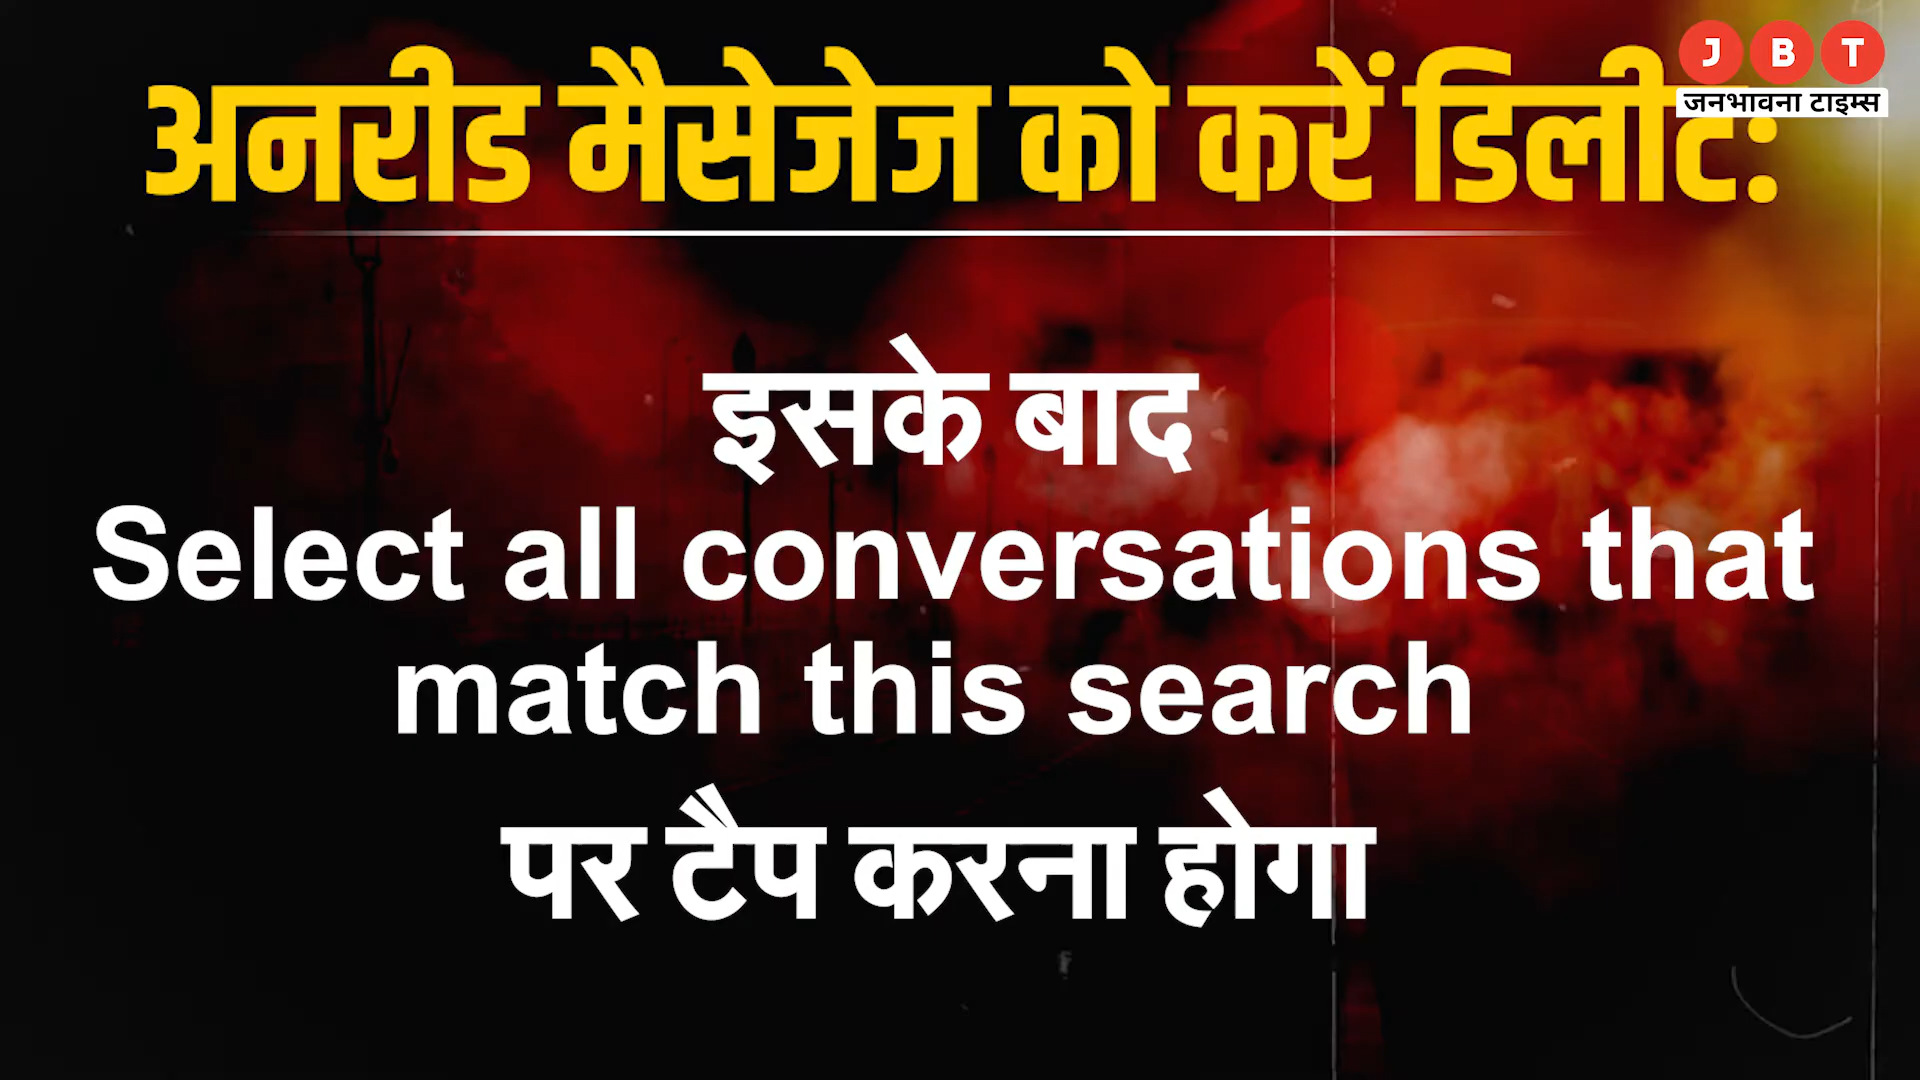 J B T
जनभावना टाइम्स
अनरीड मैसेजेज को करें डिलीट:
इसके बाद
Select all conversations that
match this search
पर टैप करना होगा